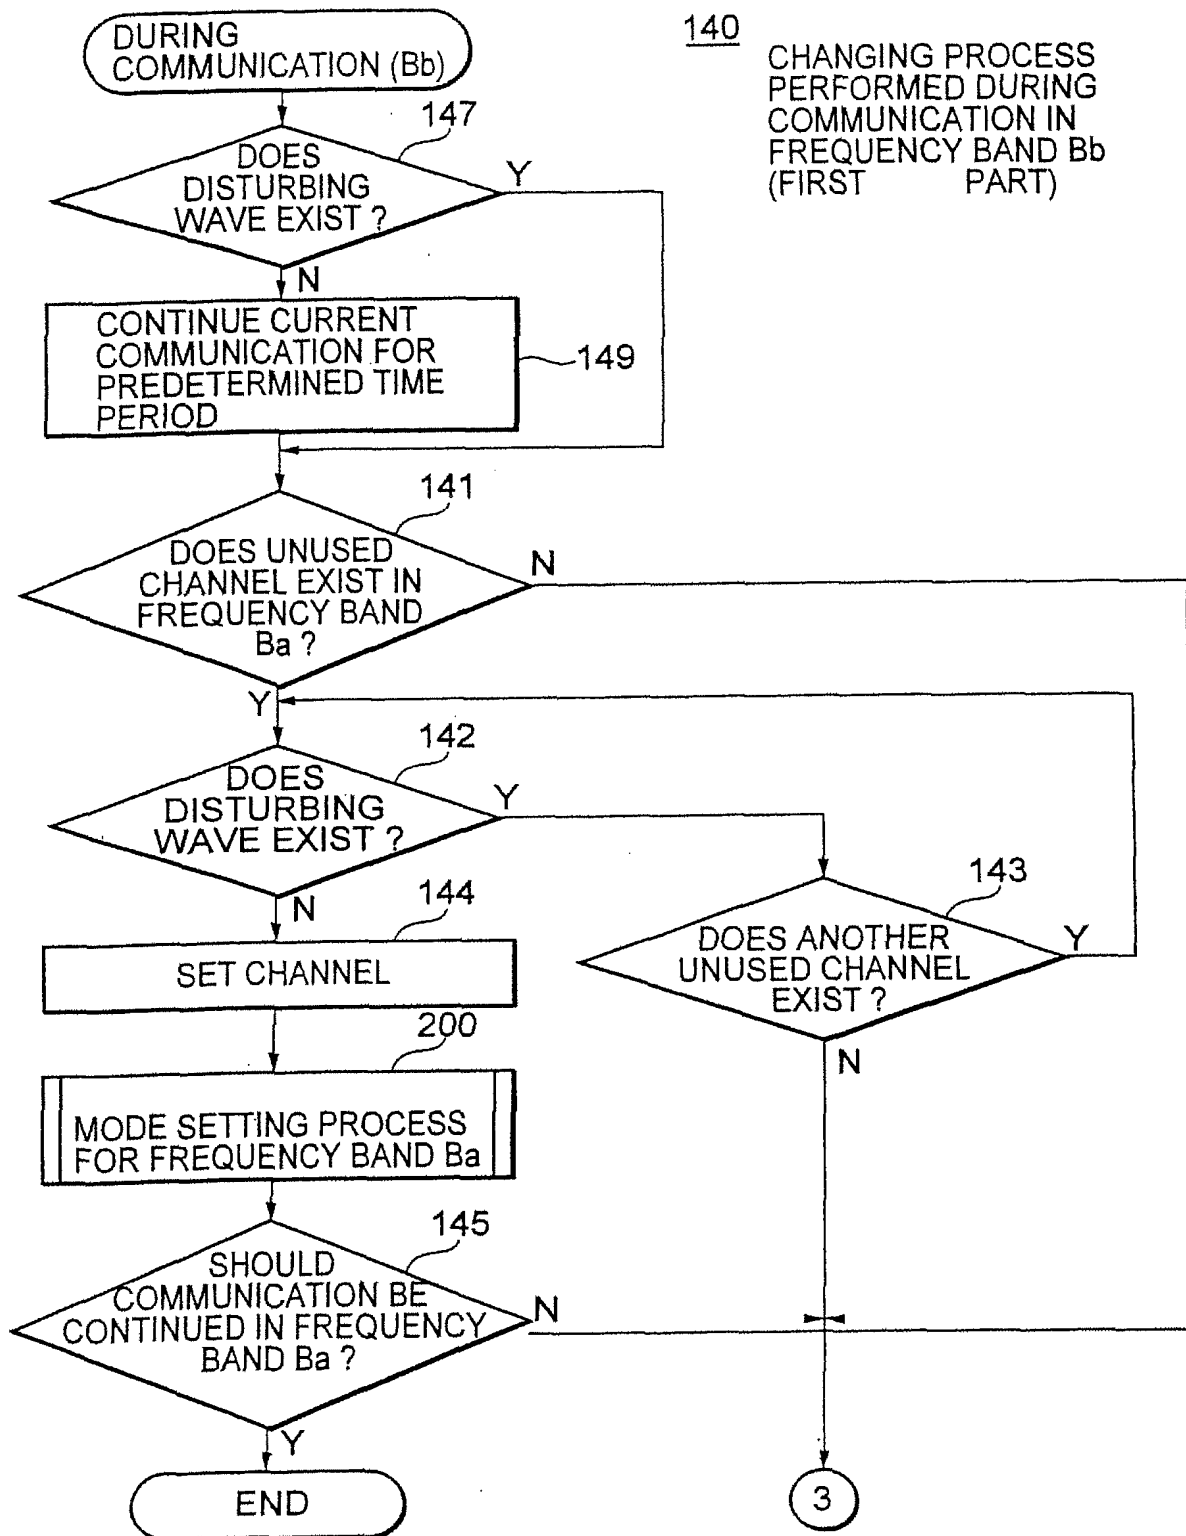 DURING
COMMUNICATION (Bb)
140
CHANGING PROCESS
PERFORMED DURING
COMMUNICATION IN
FREQUENCY BAND Bb
(FIRST PART)
147
DOES
DISTURBING
WAVE EXIST ?
Y
N
CONTINUE CURRENT
COMMUNICATION FOR
PREDETERMINED TIME
PERIOD
149
141
DOES UNUSED
CHANNEL EXIST IN
FREQUENCY BAND
Ba ?
N
Y
142
DOES
DISTURBING
WAVE EXIST ?
Y
N
143
DOES ANOTHER
UNUSED CHANNEL
EXIST ?
Y
N
144
SET CHANNEL
200
MODE SETTING PROCESS
FOR FREQUENCY BAND Ba
145
SHOULD
COMMUNICATION BE
CONTINUED IN FREQUENCY
BAND Ba ?
N
Y
END
3